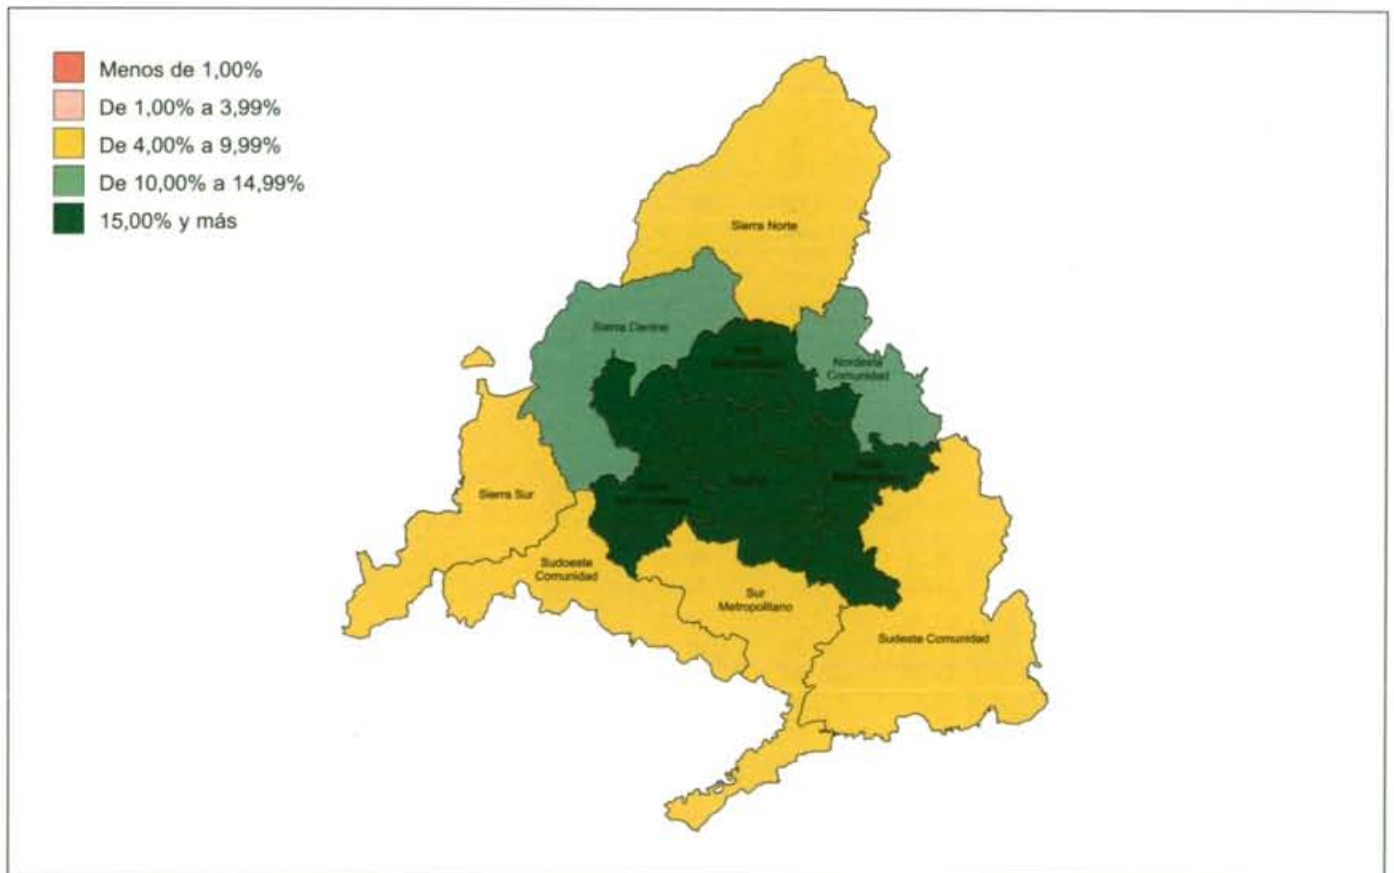 Menos de 1,00%
De 1,00% a 3,99%
De 4,00% a 9,99%
De 10,00% a 14,99%
15,00% y más
Sierra Norte
Sierra Central
Nordeste
Comunidad
Sierra Sur
Sudoeste
Comunidad
Sur
Metropolitano
Sudeste Comunidad